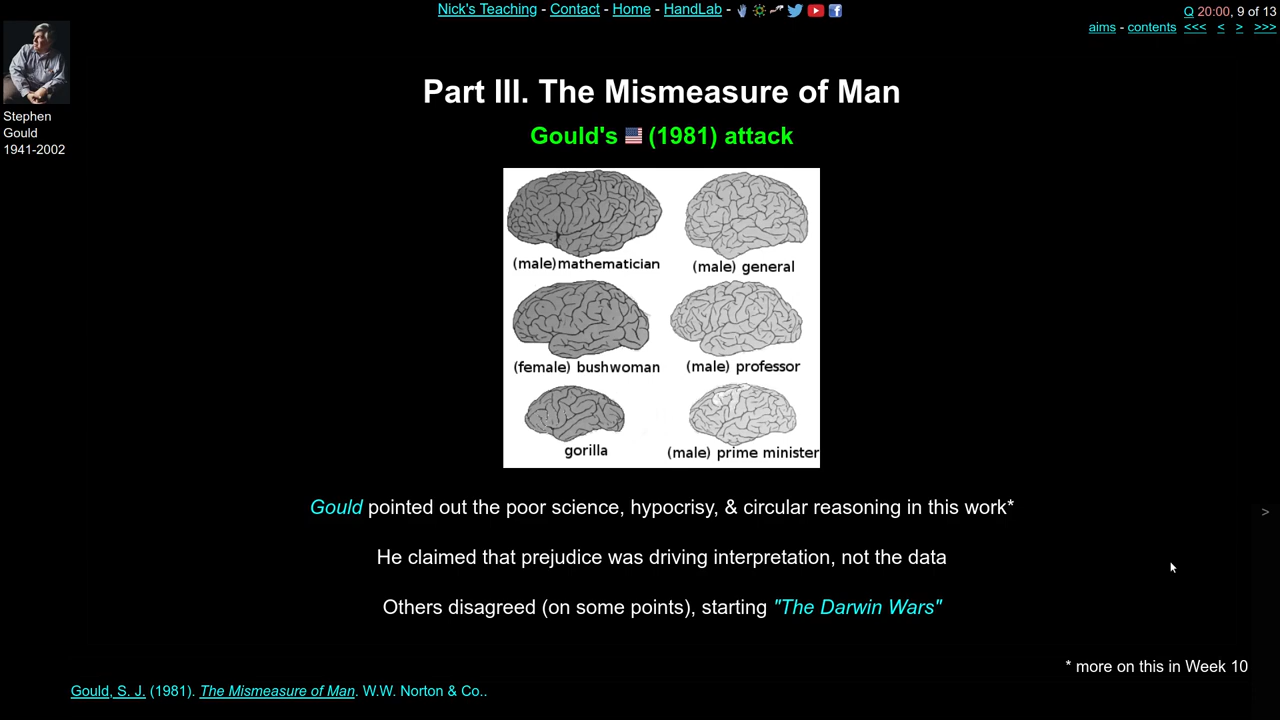 Nick's Teaching - Contact - Home - HandLab -
Q 20:00, 9 of 13
aims - contents <<< < > >>>
Stephen
Gould
1941-2002
Part III. The Mismeasure of Man
Gould's (1981) attack
(male)mathematician
(male) general
(female) bushwoman
(male) professor
gorilla
(male) prime minister
Gould pointed out the poor science, hypocrisy, & circular reasoning in this work*
>
He claimed that prejudice was driving interpretation, not the data
Others disagreed (on some points), starting "The Darwin Wars"
* more on this in Week 10
Gould, S. J. (1981). The Mismeasure of Man. W.W. Norton & Co..